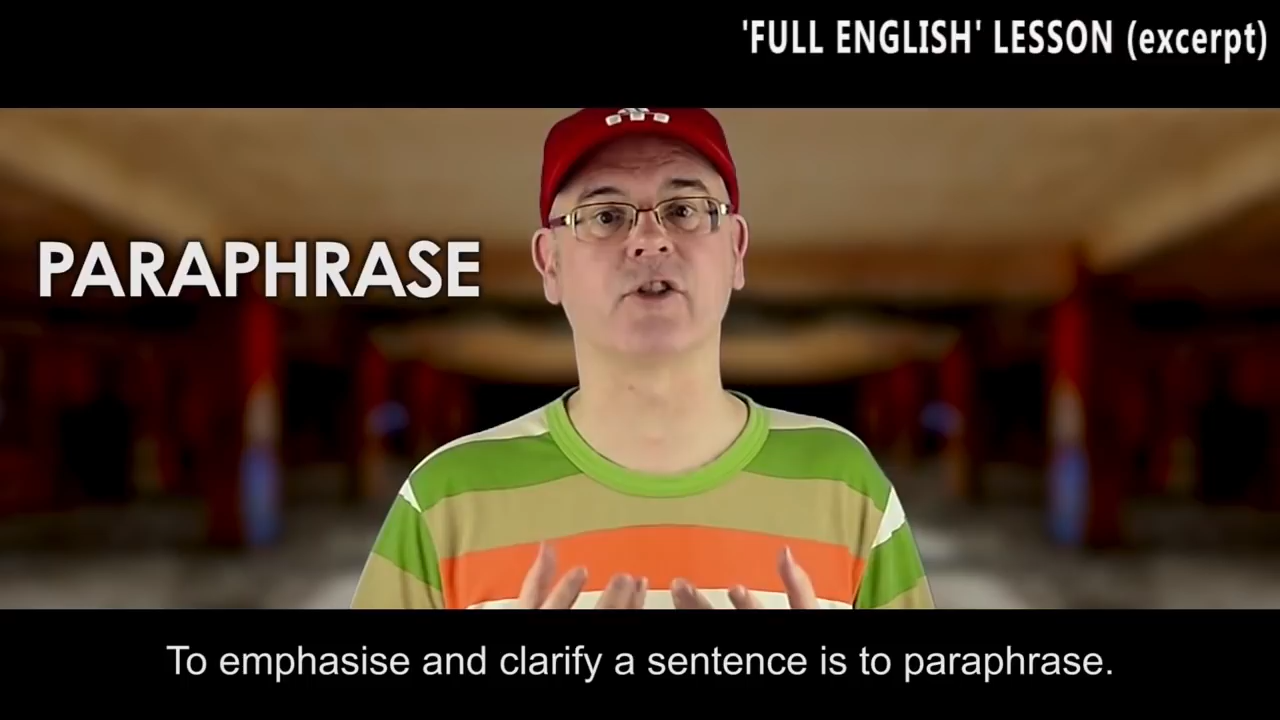 'FULL ENGLISH' LESSON (excerpt)
PARAPHRASE
To emphasise and clarify a sentence is to paraphrase.